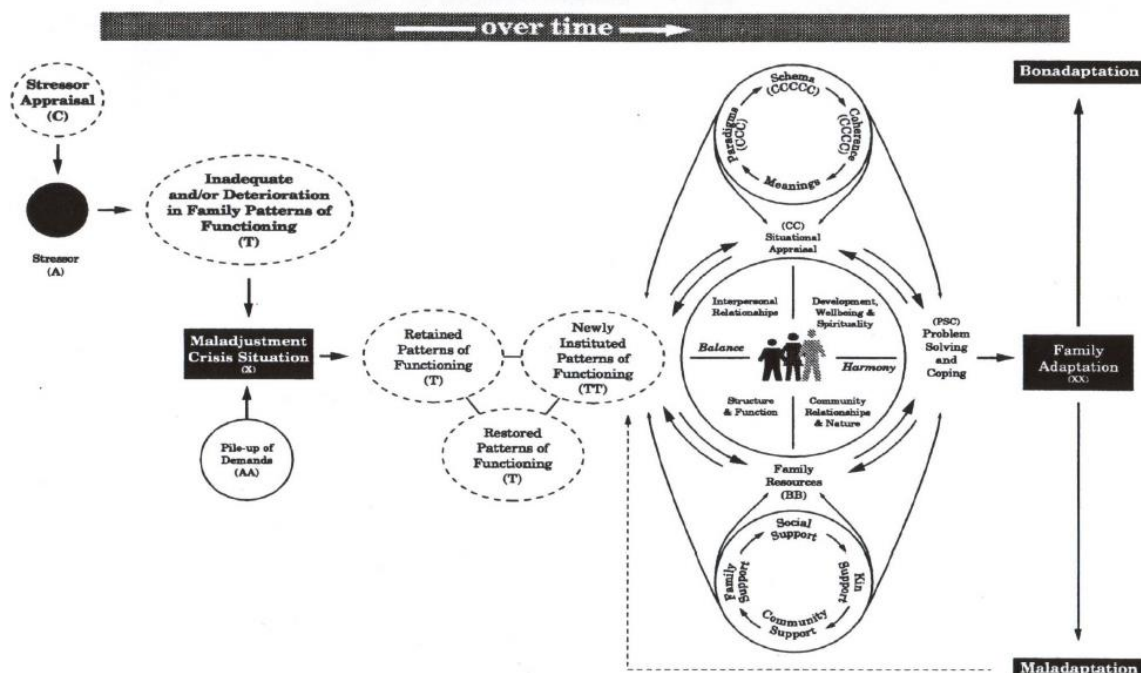 over time
Stressor
Appraisal
(C)
Stressor
(A)
Inadequate
and/or Deterioration
in Family Patterns of
Functioning
(T)
Maladjustment
Crisis Situation
(X)
Pile-up of
Demands
(AA)
Retained
Patterns of
Functioning
(T)
Newly
Instituted
Patterns of
Functioning
(TT)
Restored
Patterns of
Functioning
(T)
Schema
(CCCCC)
Paradigms
(CCC)
Coherence
(CCCC)
Meanings
(CC)
Situational
Appraisal
Interpersonal
Relationships
Development,
Wellbeing &
Spirituality
Balance
Harmony
Structure
& Function
Community
Relationships
& Nature
Family
Resources
(BB)
Social
Support
Family
Support
Kin
Support
Community
Support
(PSC)
Problem
Solving
and
Coping
Bonadaptation
Family
Adaptation
(XX)
Maladaptation